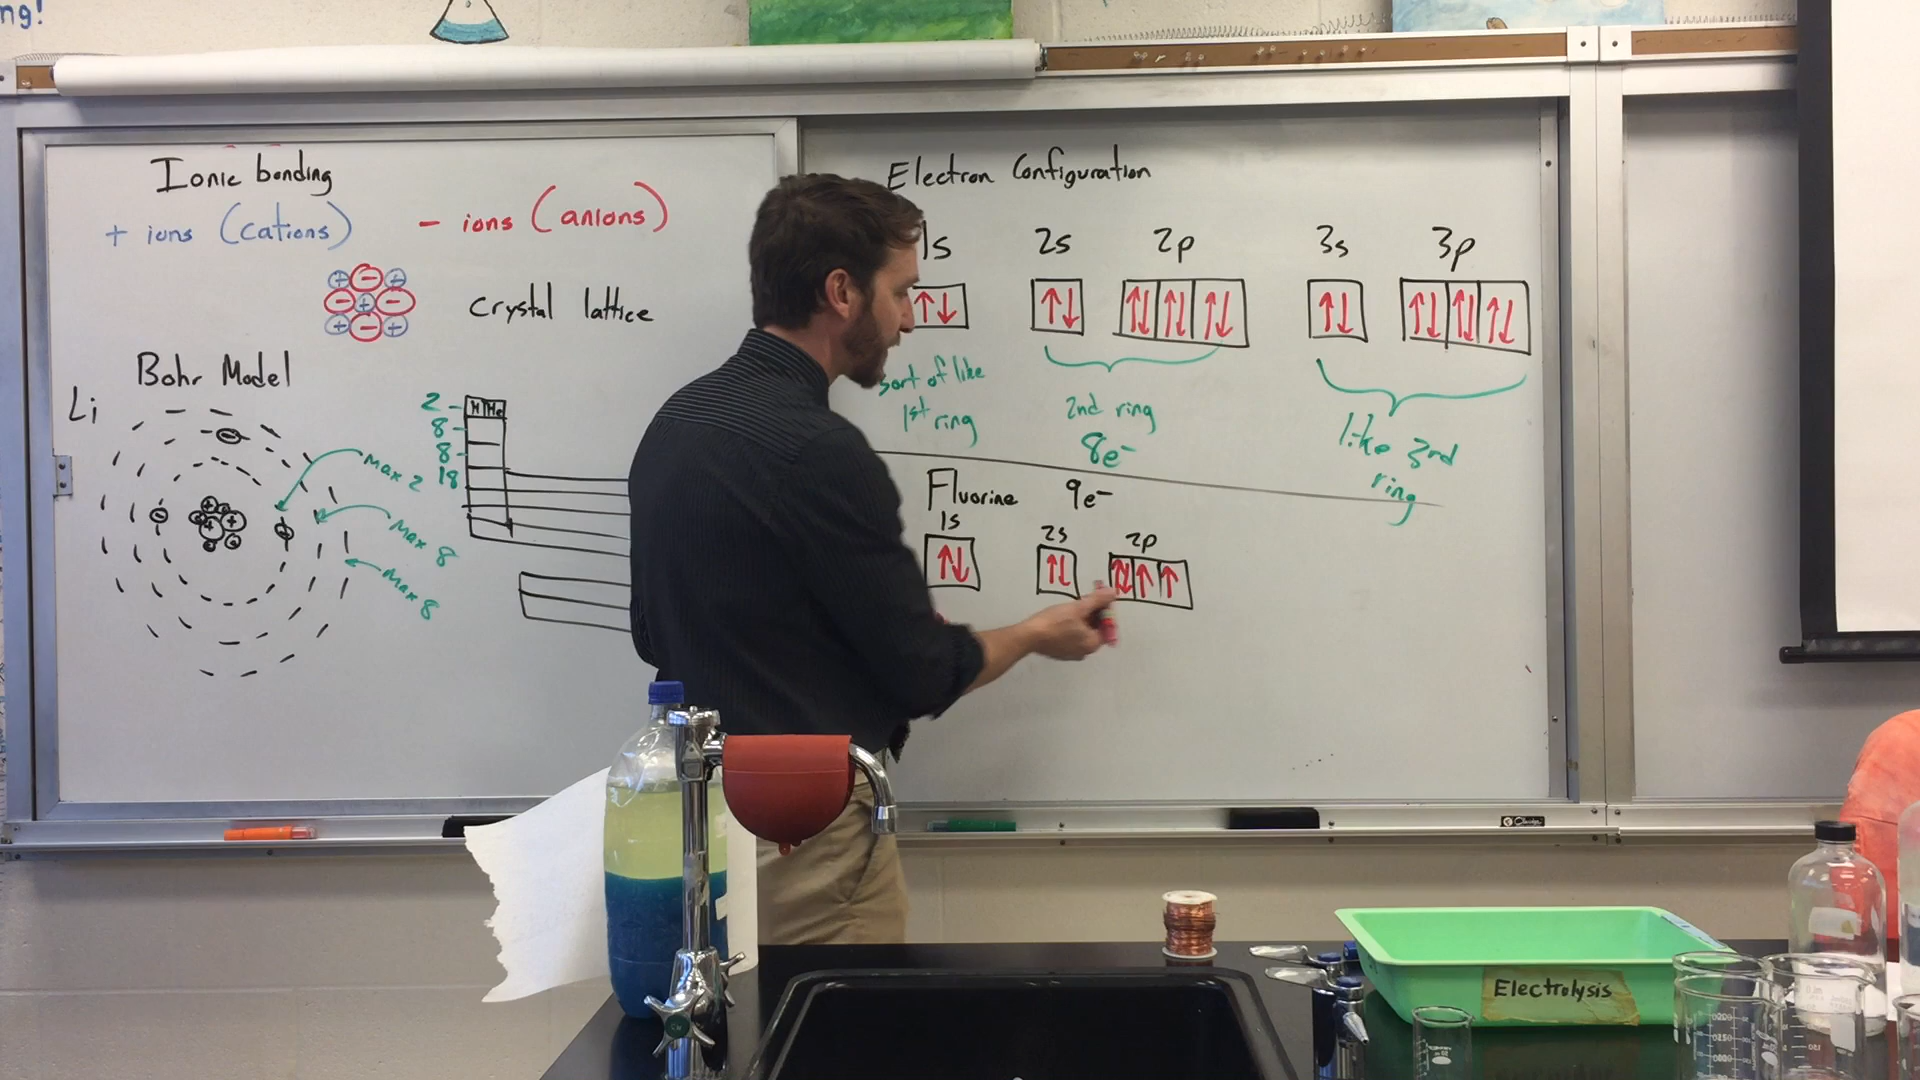 ng!
Ionic bonding
+ ions (cations)
- ions (anions)
+ - +
- + -
+ - +
crystal lattice
Bohr Model
Li
Max 2
Max 8
Max 8
2 - H He
8 -
8 -
18
Electron Configuration
1s 2s 2p 3s 3p
↑↓ ↑↓ ↑↓ ↑↓ ↑↓ ↑↓ ↑↓ ↑↓ ↑↓
sort of like
1st ring
2nd ring
8e-
like 3rd
ring
Fluorine 9e-
1s 2s 2p
↑↓ ↑↓ ↑↓ ↑ ↑
Electrolysis